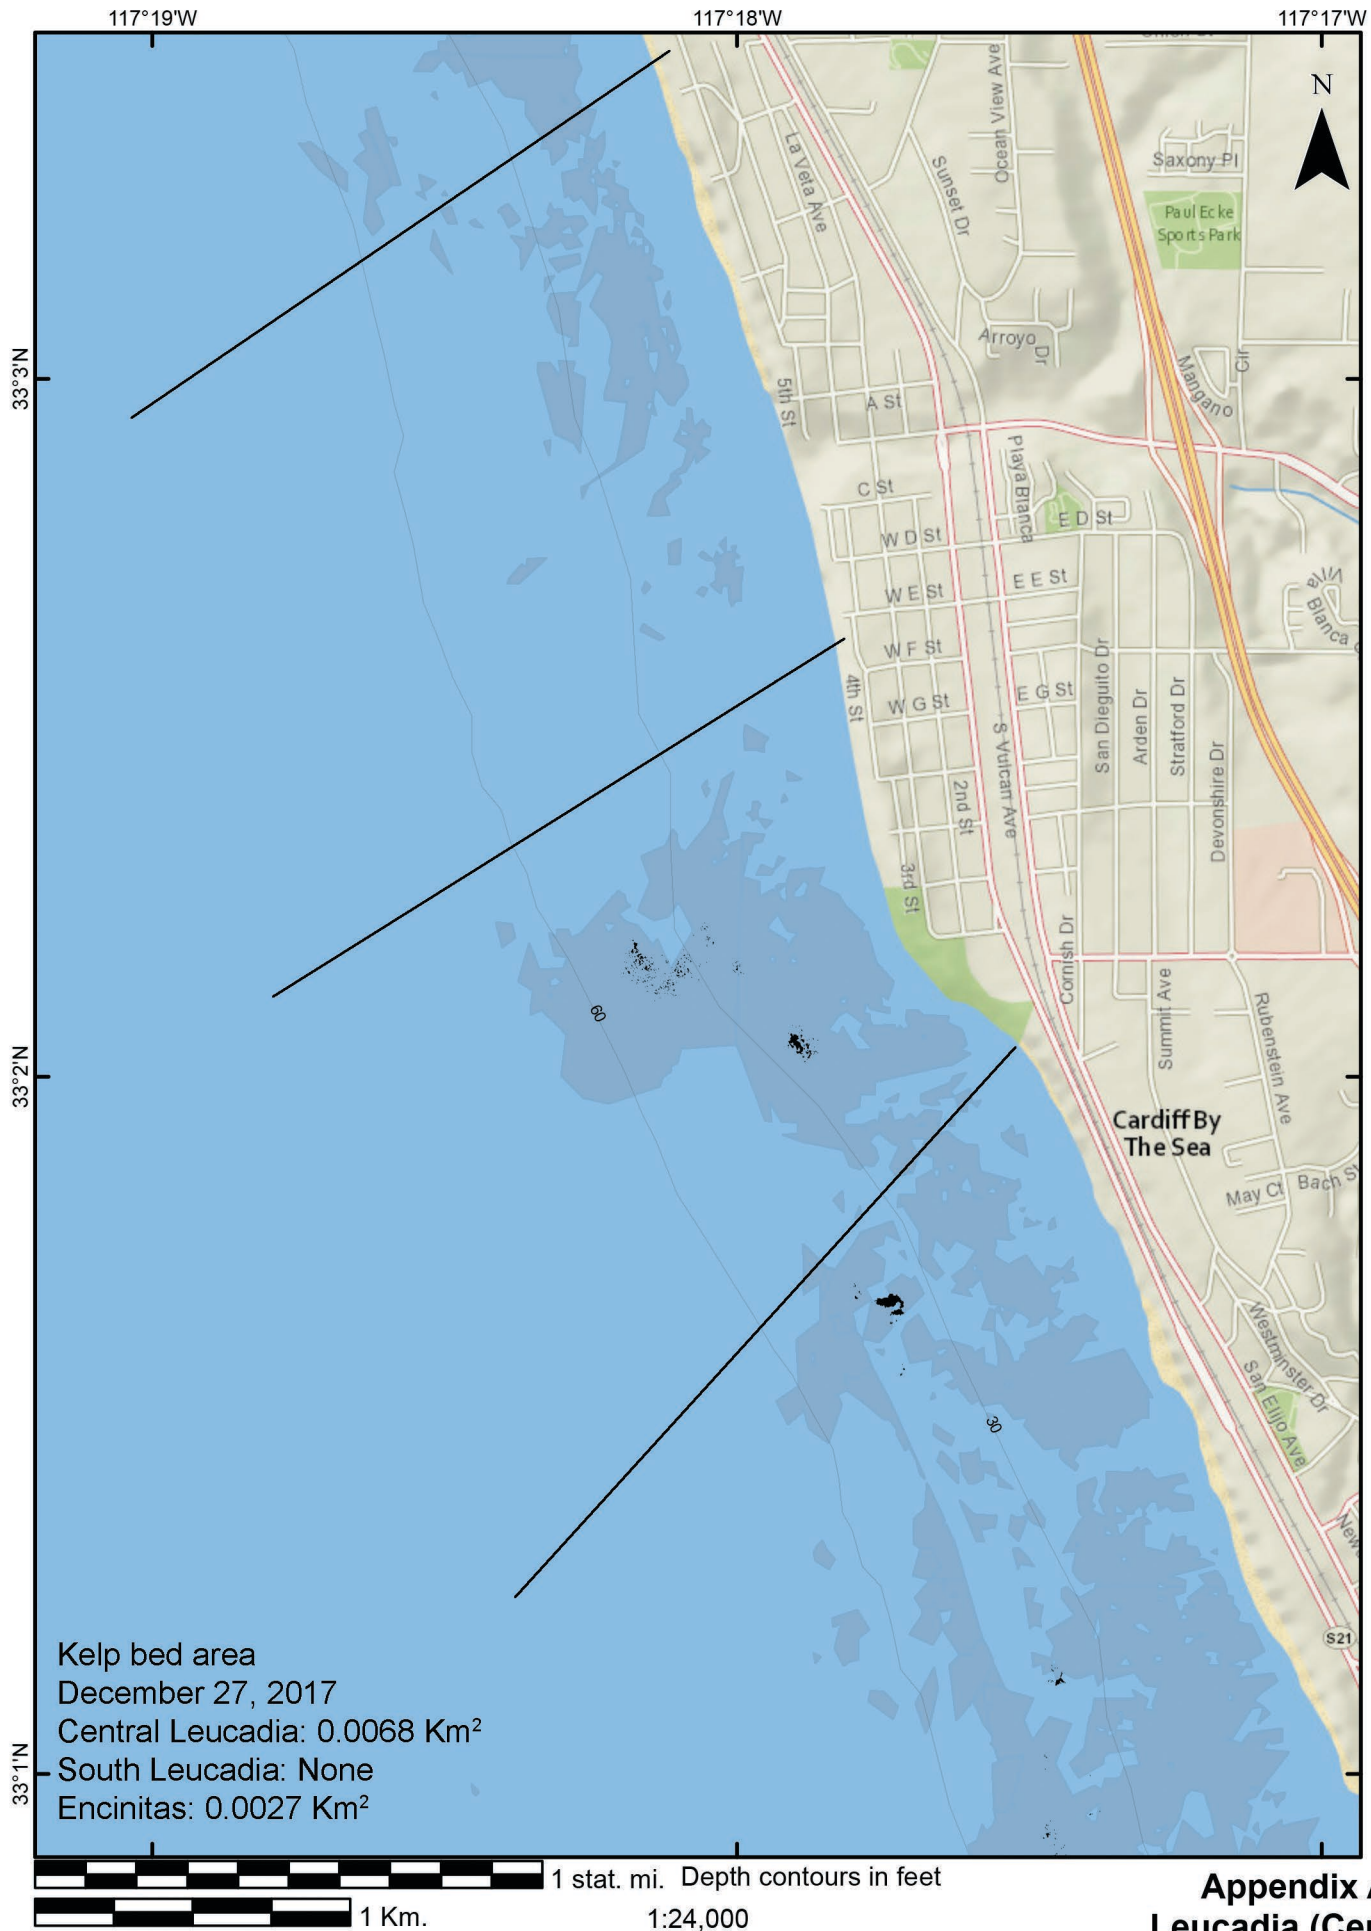 117°19'W
117°18'W
117°17'W
N
Ocean View Ave
La Veta Ave
Sunset Dr
Saxony Pl
Paul Ecke
Sports Park
33°3'N
Arroyo
Dr
Mangano
Cir
5th St
A St
Playa Blanca
C St
E D St
W D St
E E St
W E St
Villa
Blanca
W F St
4th St
W G St
E G St
San Dieguito Dr
Arden Dr
Stratford Dr
Devonshire Dr
S Vulcan Ave
2nd St
3rd St
Cornish Dr
Summit Ave
Rubenstein Ave
60
33°2'N
Cardiff By
The Sea
May Ct
Bach St
Westminster Dr
San Elijo Ave
30
S21
Kelp bed area
December 27, 2017
Central Leucadia: 0.0068 Km²
South Leucadia: None
Encinitas: 0.0027 Km²
33°1'N
1 stat. mi.
Depth contours in feet
1 Km.
1:24,000
Appendix
Leucadia